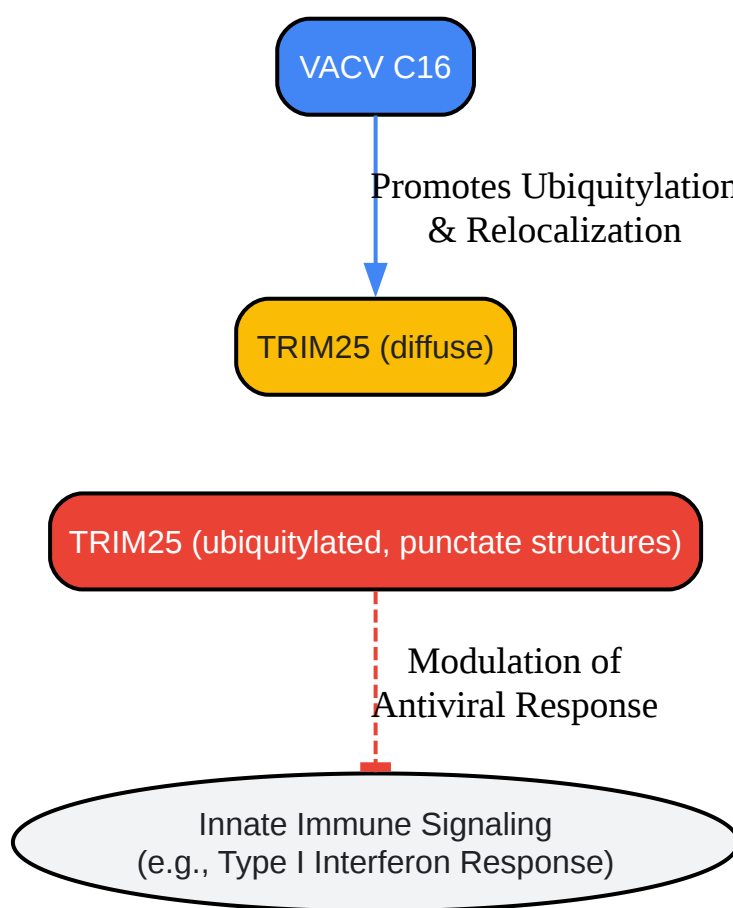 VACV C16
Promotes Ubiquitylation
& Relocalization
TRIM25 (diffuse)
TRIM25 (ubiquitylated, punctate structures)
Modulation of
Antiviral Response
Innate Immune Signaling
(e.g., Type I Interferon Response)